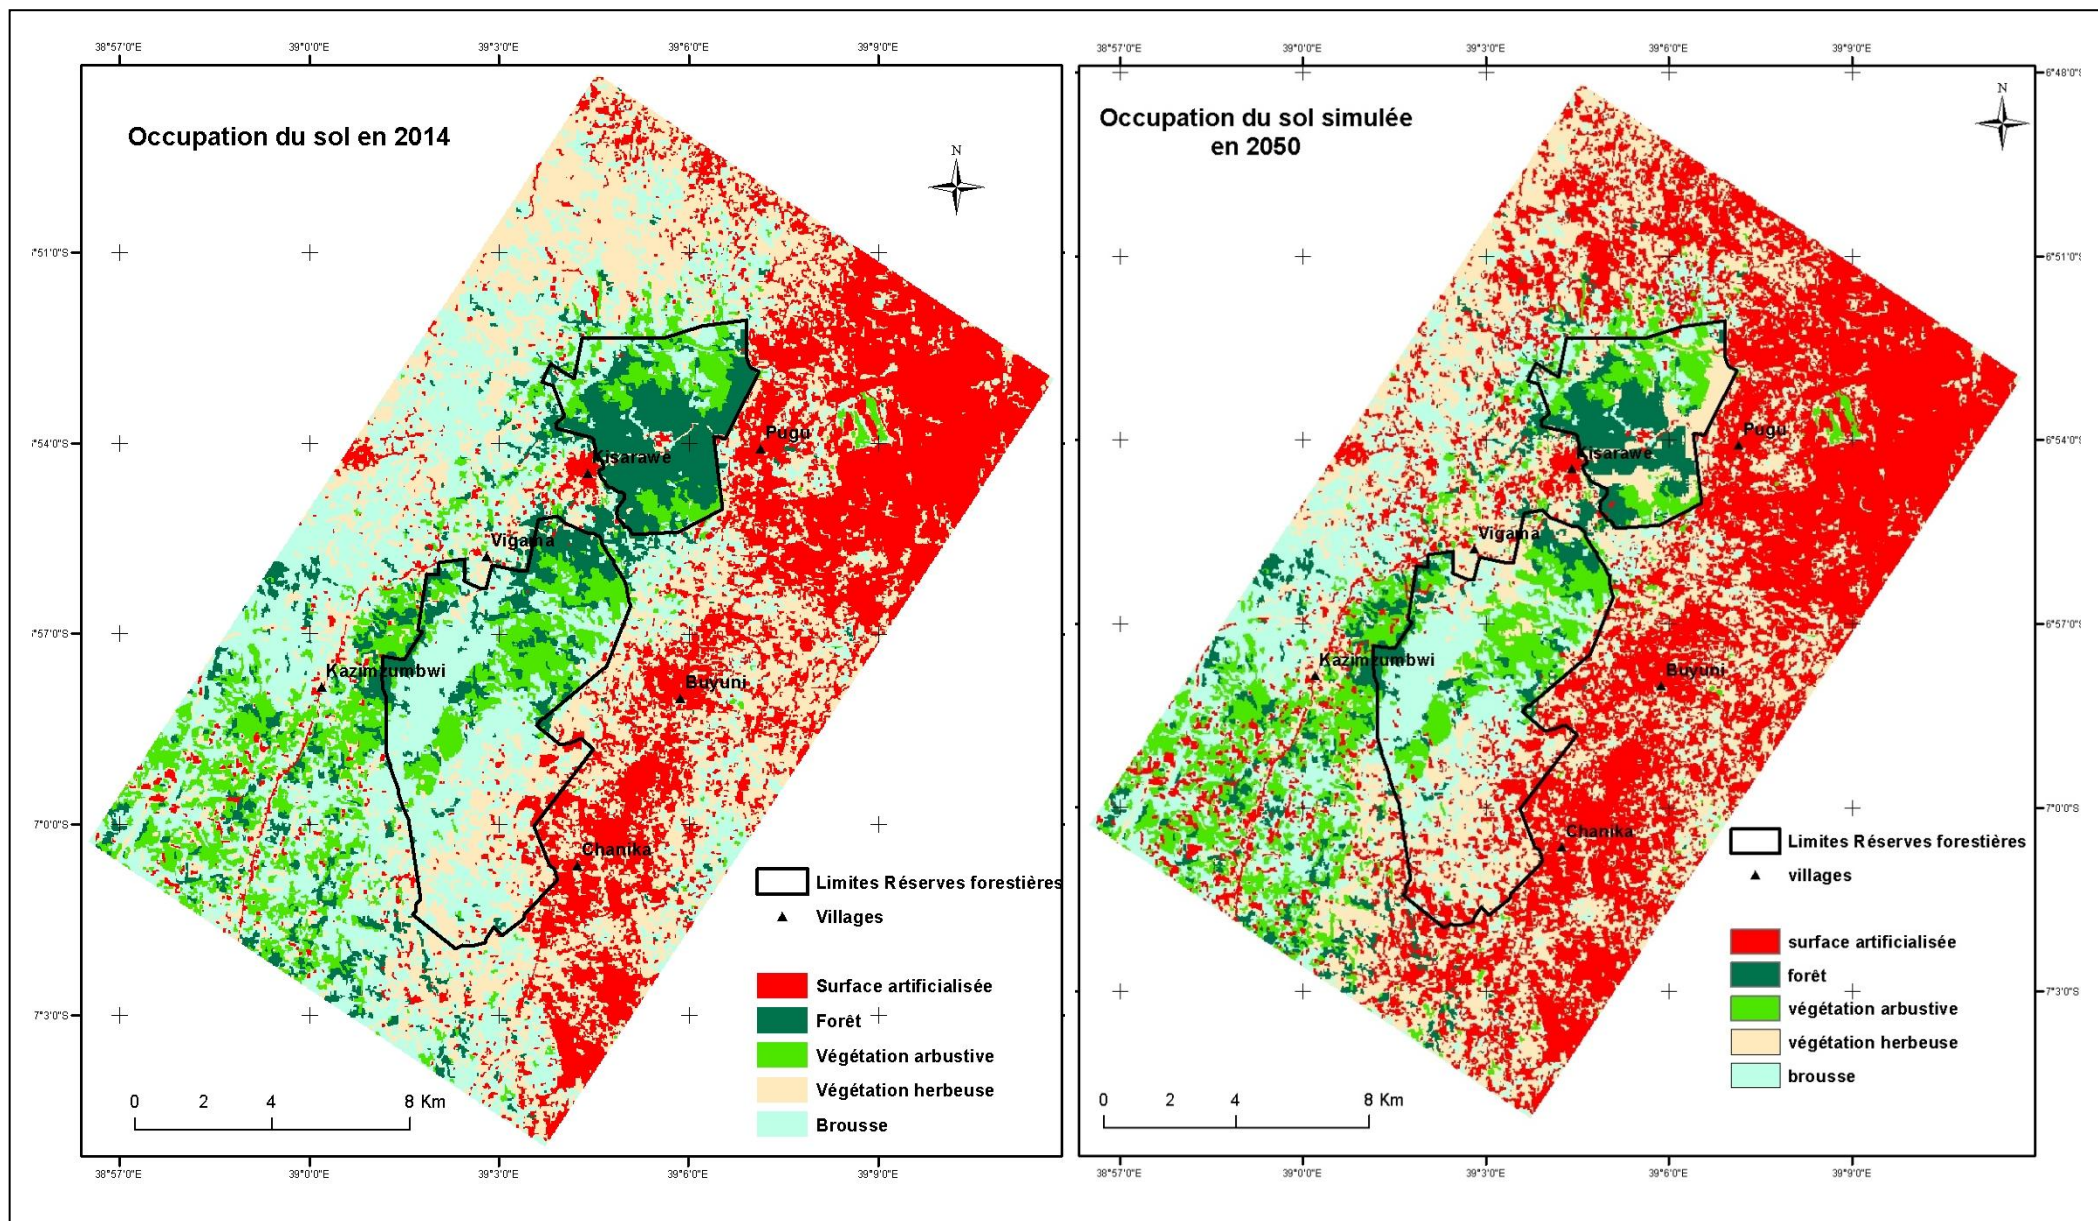 38°57'0"E 39°0'0"E 39°3'0"E 39°6'0"E 39°9'0"E
Occupation du sol en 2014
N
51'0"S
54'0"S
57'0"S
7°0'0"S
7°3'0"S
Pugu
Kisarawe
Vigama
Kazimzumbwi
Buyuni
Chanika
Limites Réserves forestières
Villages
Surface artificialisée
Forêt
Végétation arbustive
Végétation herbeuse
Brousse
0 2 4 8 Km
38°57'0"E 39°0'0"E 39°3'0"E 39°6'0"E 39°9'0"E
38°57'0"E 39°0'0"E 39°3'0"E 39°6'0"E 39°9'0"E
Occupation du sol simulée
en 2050
N
6°48'0"S
6°51'0"S
6°54'0"S
6°57'0"S
7°0'0"S
7°3'0"S
Pugu
Kisarawe
Vigama
Kazimzumbwi
Buyuni
Chanika
Limites Réserves forestières
villages
surface artificialisée
forêt
végétation arbustive
végétation herbeuse
brousse
0 2 4 8 Km
38°57'0"E 39°0'0"E 39°3'0"E 39°6'0"E 39°9'0"E